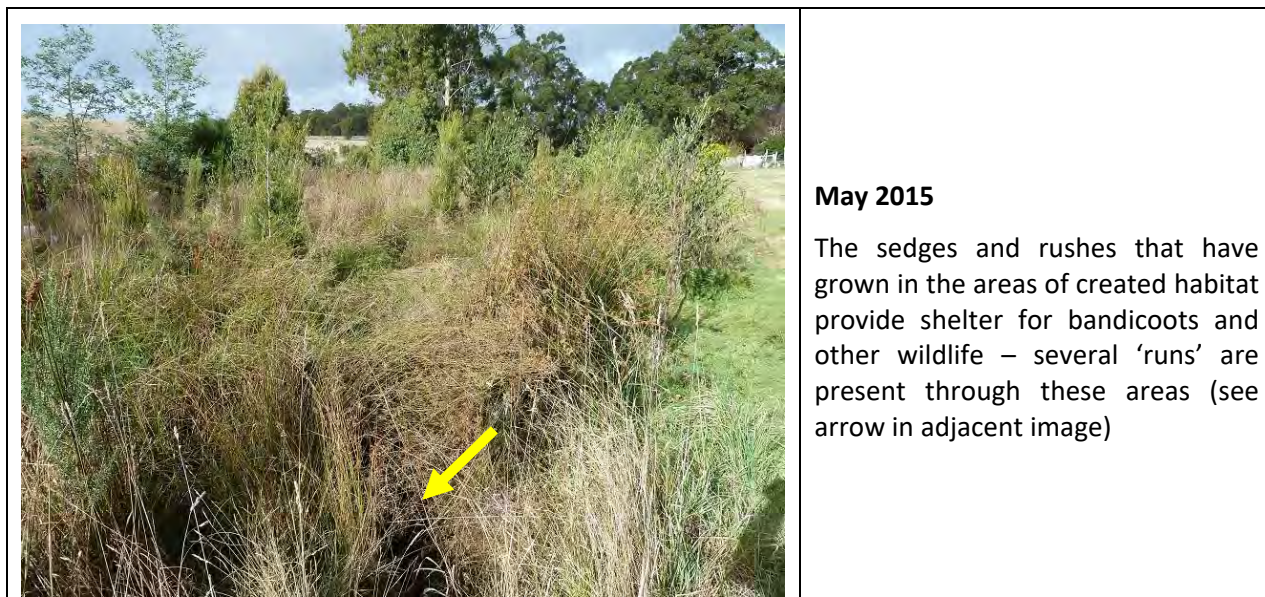 May 2015
The sedges and rushes that have
grown in the areas of created habitat
provide shelter for bandicoots and
other wildlife – several ‘runs’ are
present through these areas (see
arrow in adjacent image)